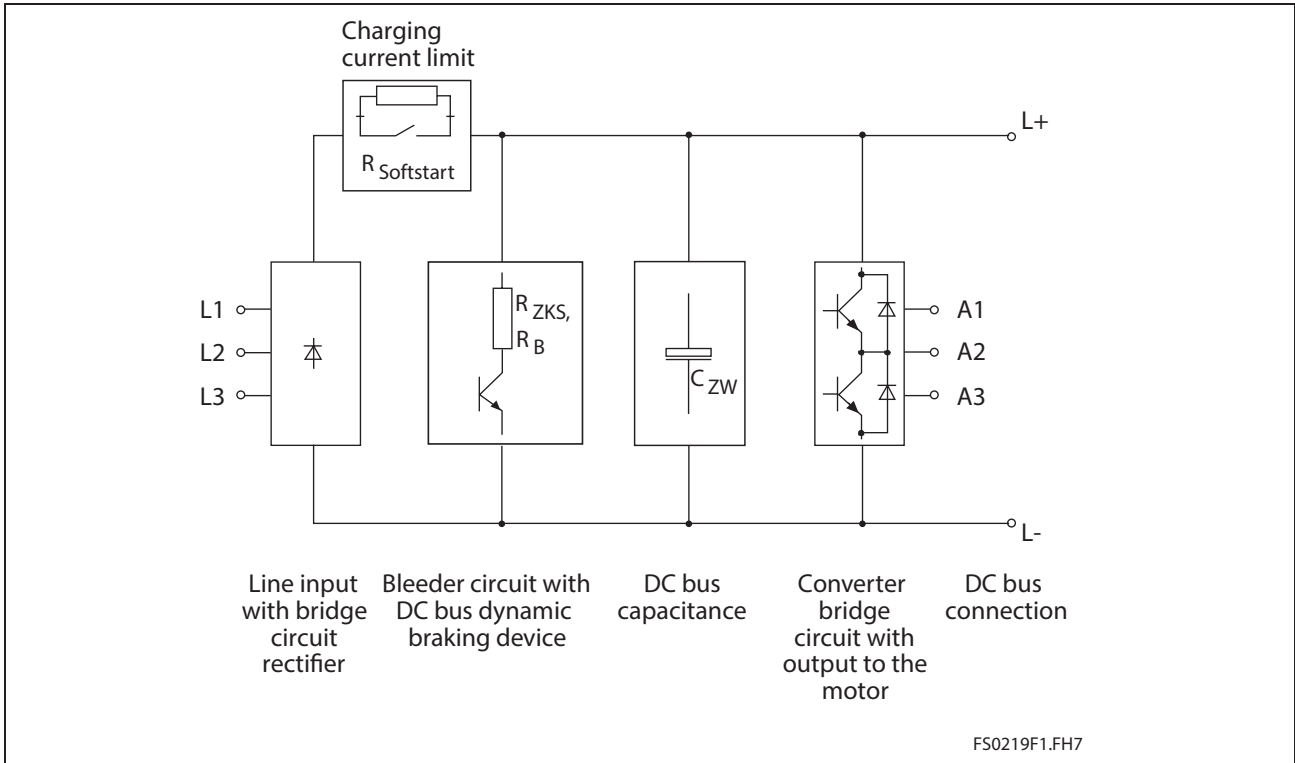 Charging
current limit
R Softstart
L+
L1
L2
L3
R ZKS,
R B
C ZW
A1
A2
A3
L-
Line input
with bridge
circuit
rectifier
Bleeder circuit with
DC bus dynamic
braking device
DC bus
capacitance
Converter
bridge
circuit with
output to the
motor
DC bus
connection
FS0219F1.FH7